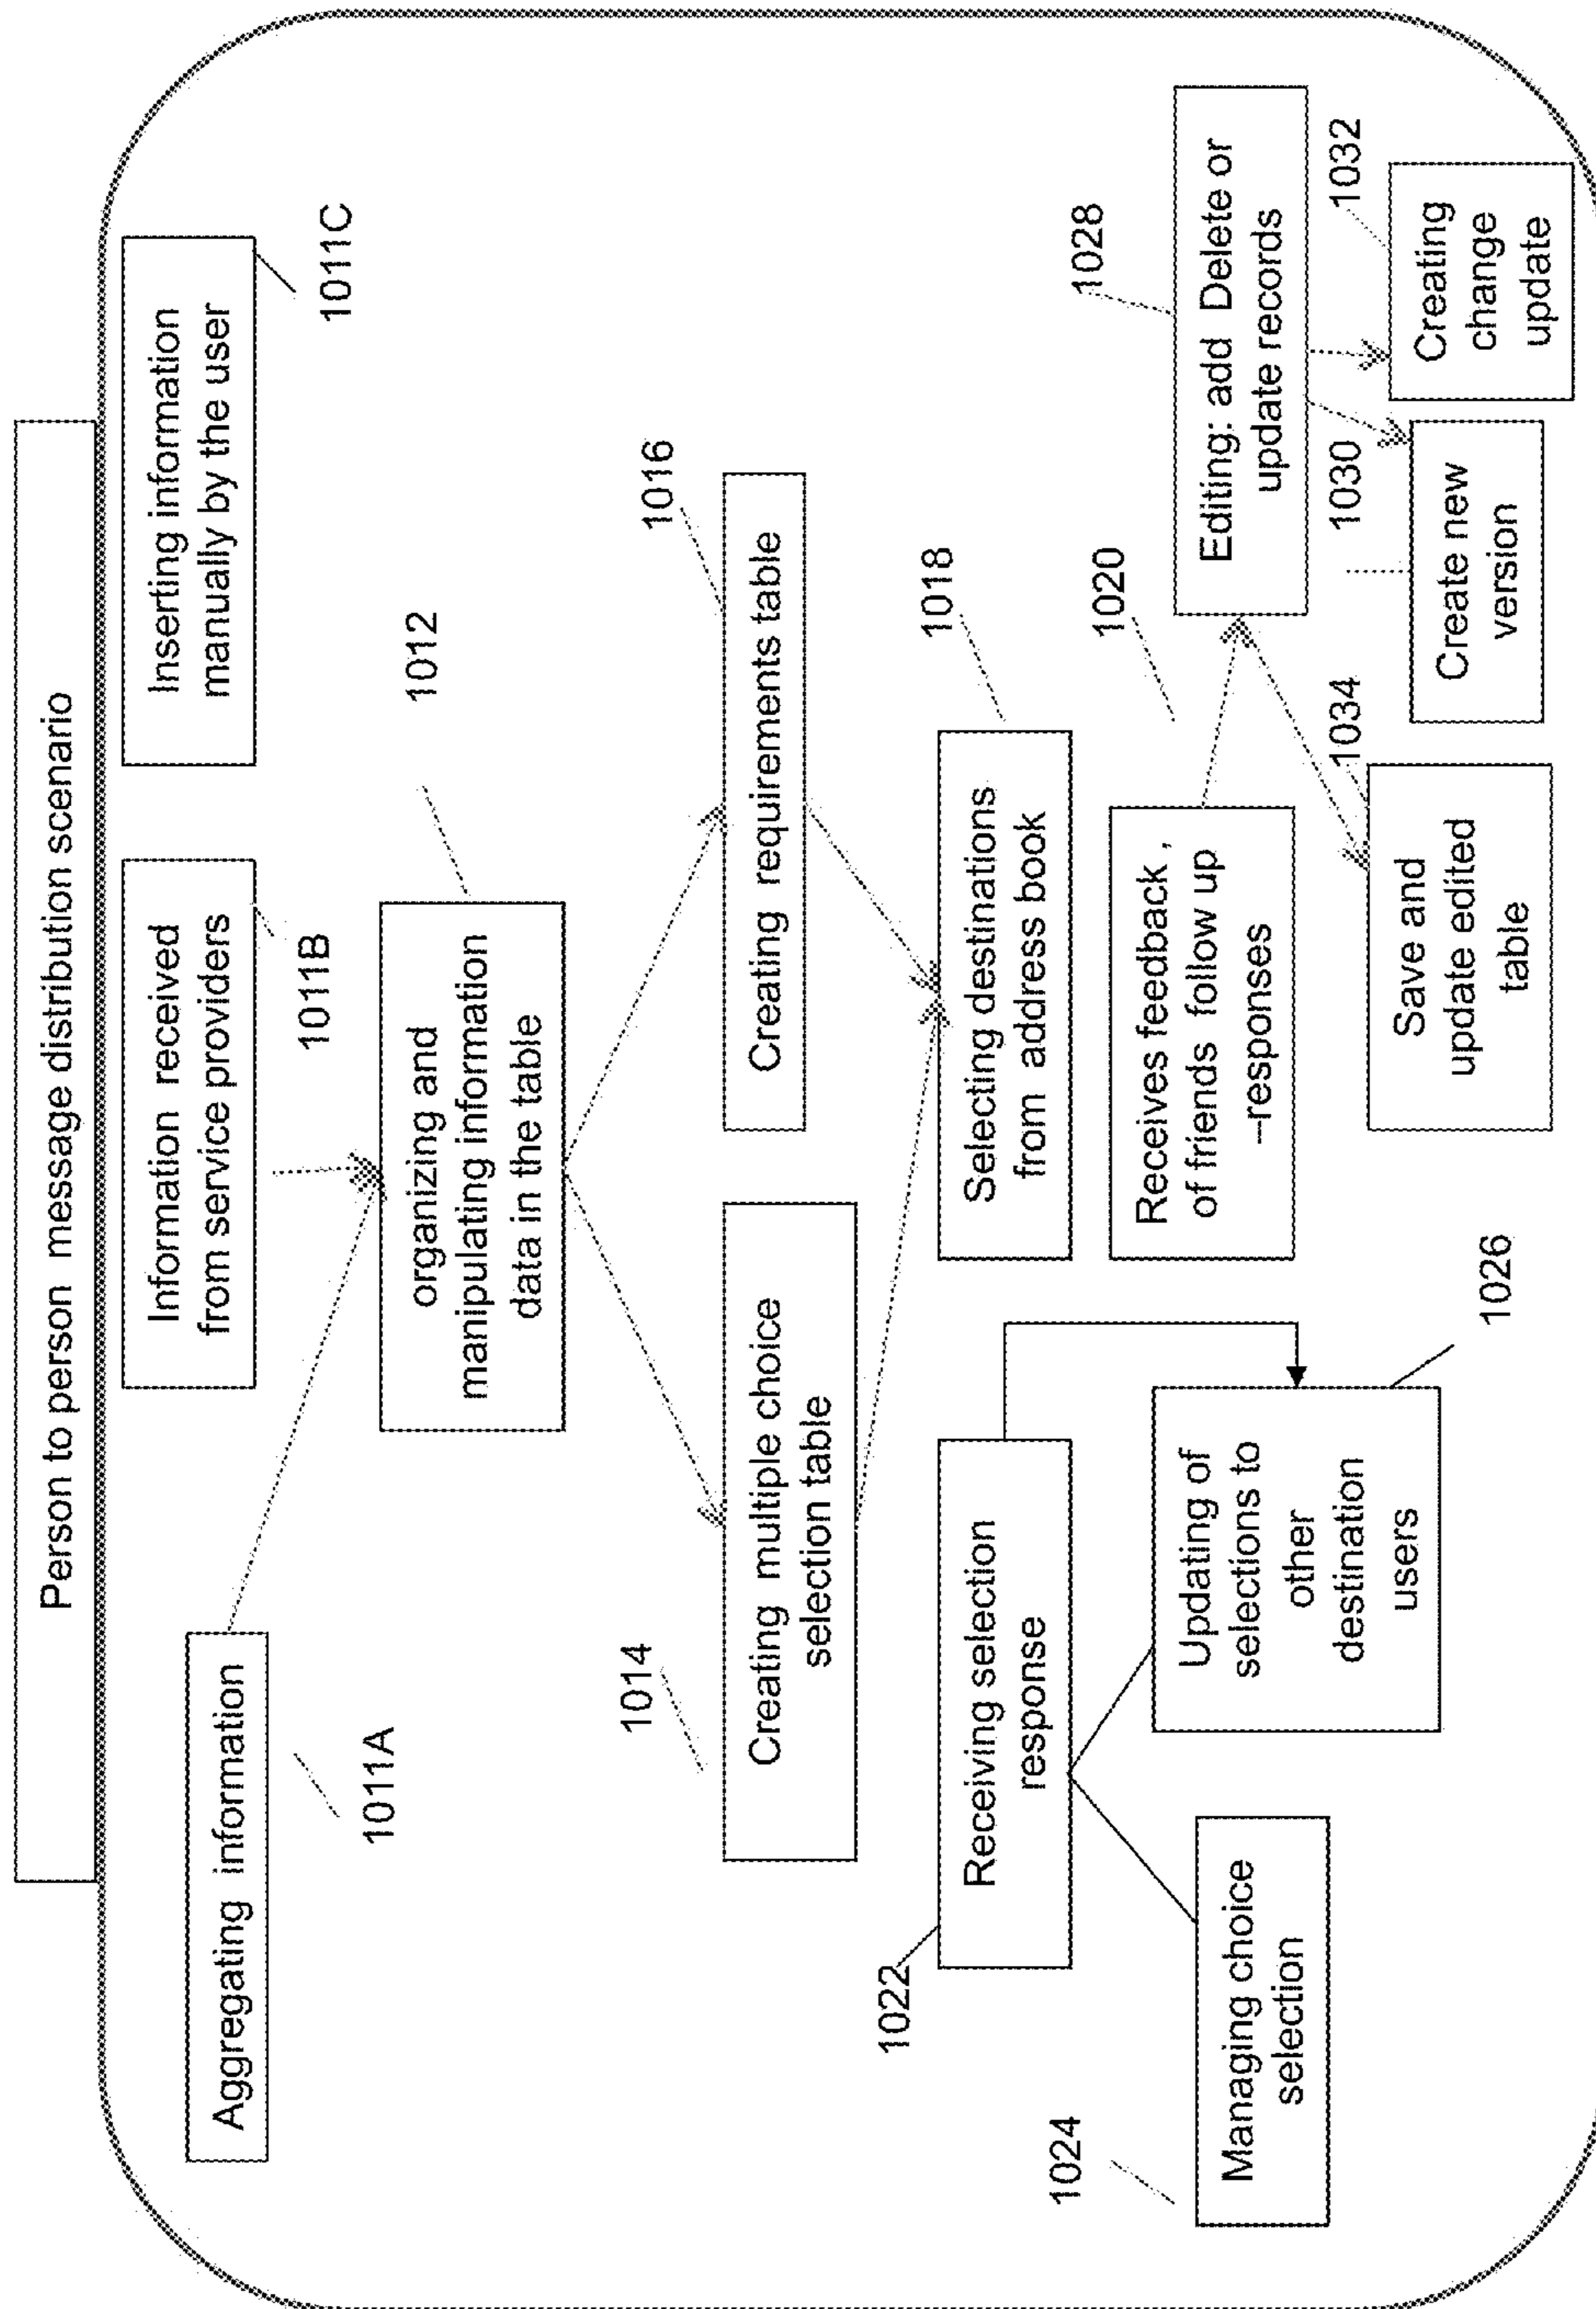 Person to person message distribution scenario
Aggregating information
1011A
Information received
from service providers
1011B
Inserting information
manually by the user
1011C
organizing and
manipulating information
data in the table
1012
Creating multiple choice
selection table
1014
Creating requirements table
1016
Selecting destinations
from address book
1018
Receiving selection
response
1022
Receives feedback ,
of friends follow up
–responses
1020
Managing choice
selection
1024
Updating of
selections to
other
destination
users
1026
Editing: add Delete or
update records
1028
Save and
update edited
table
1034
Create new
version
1030
Creating
change
update
1032